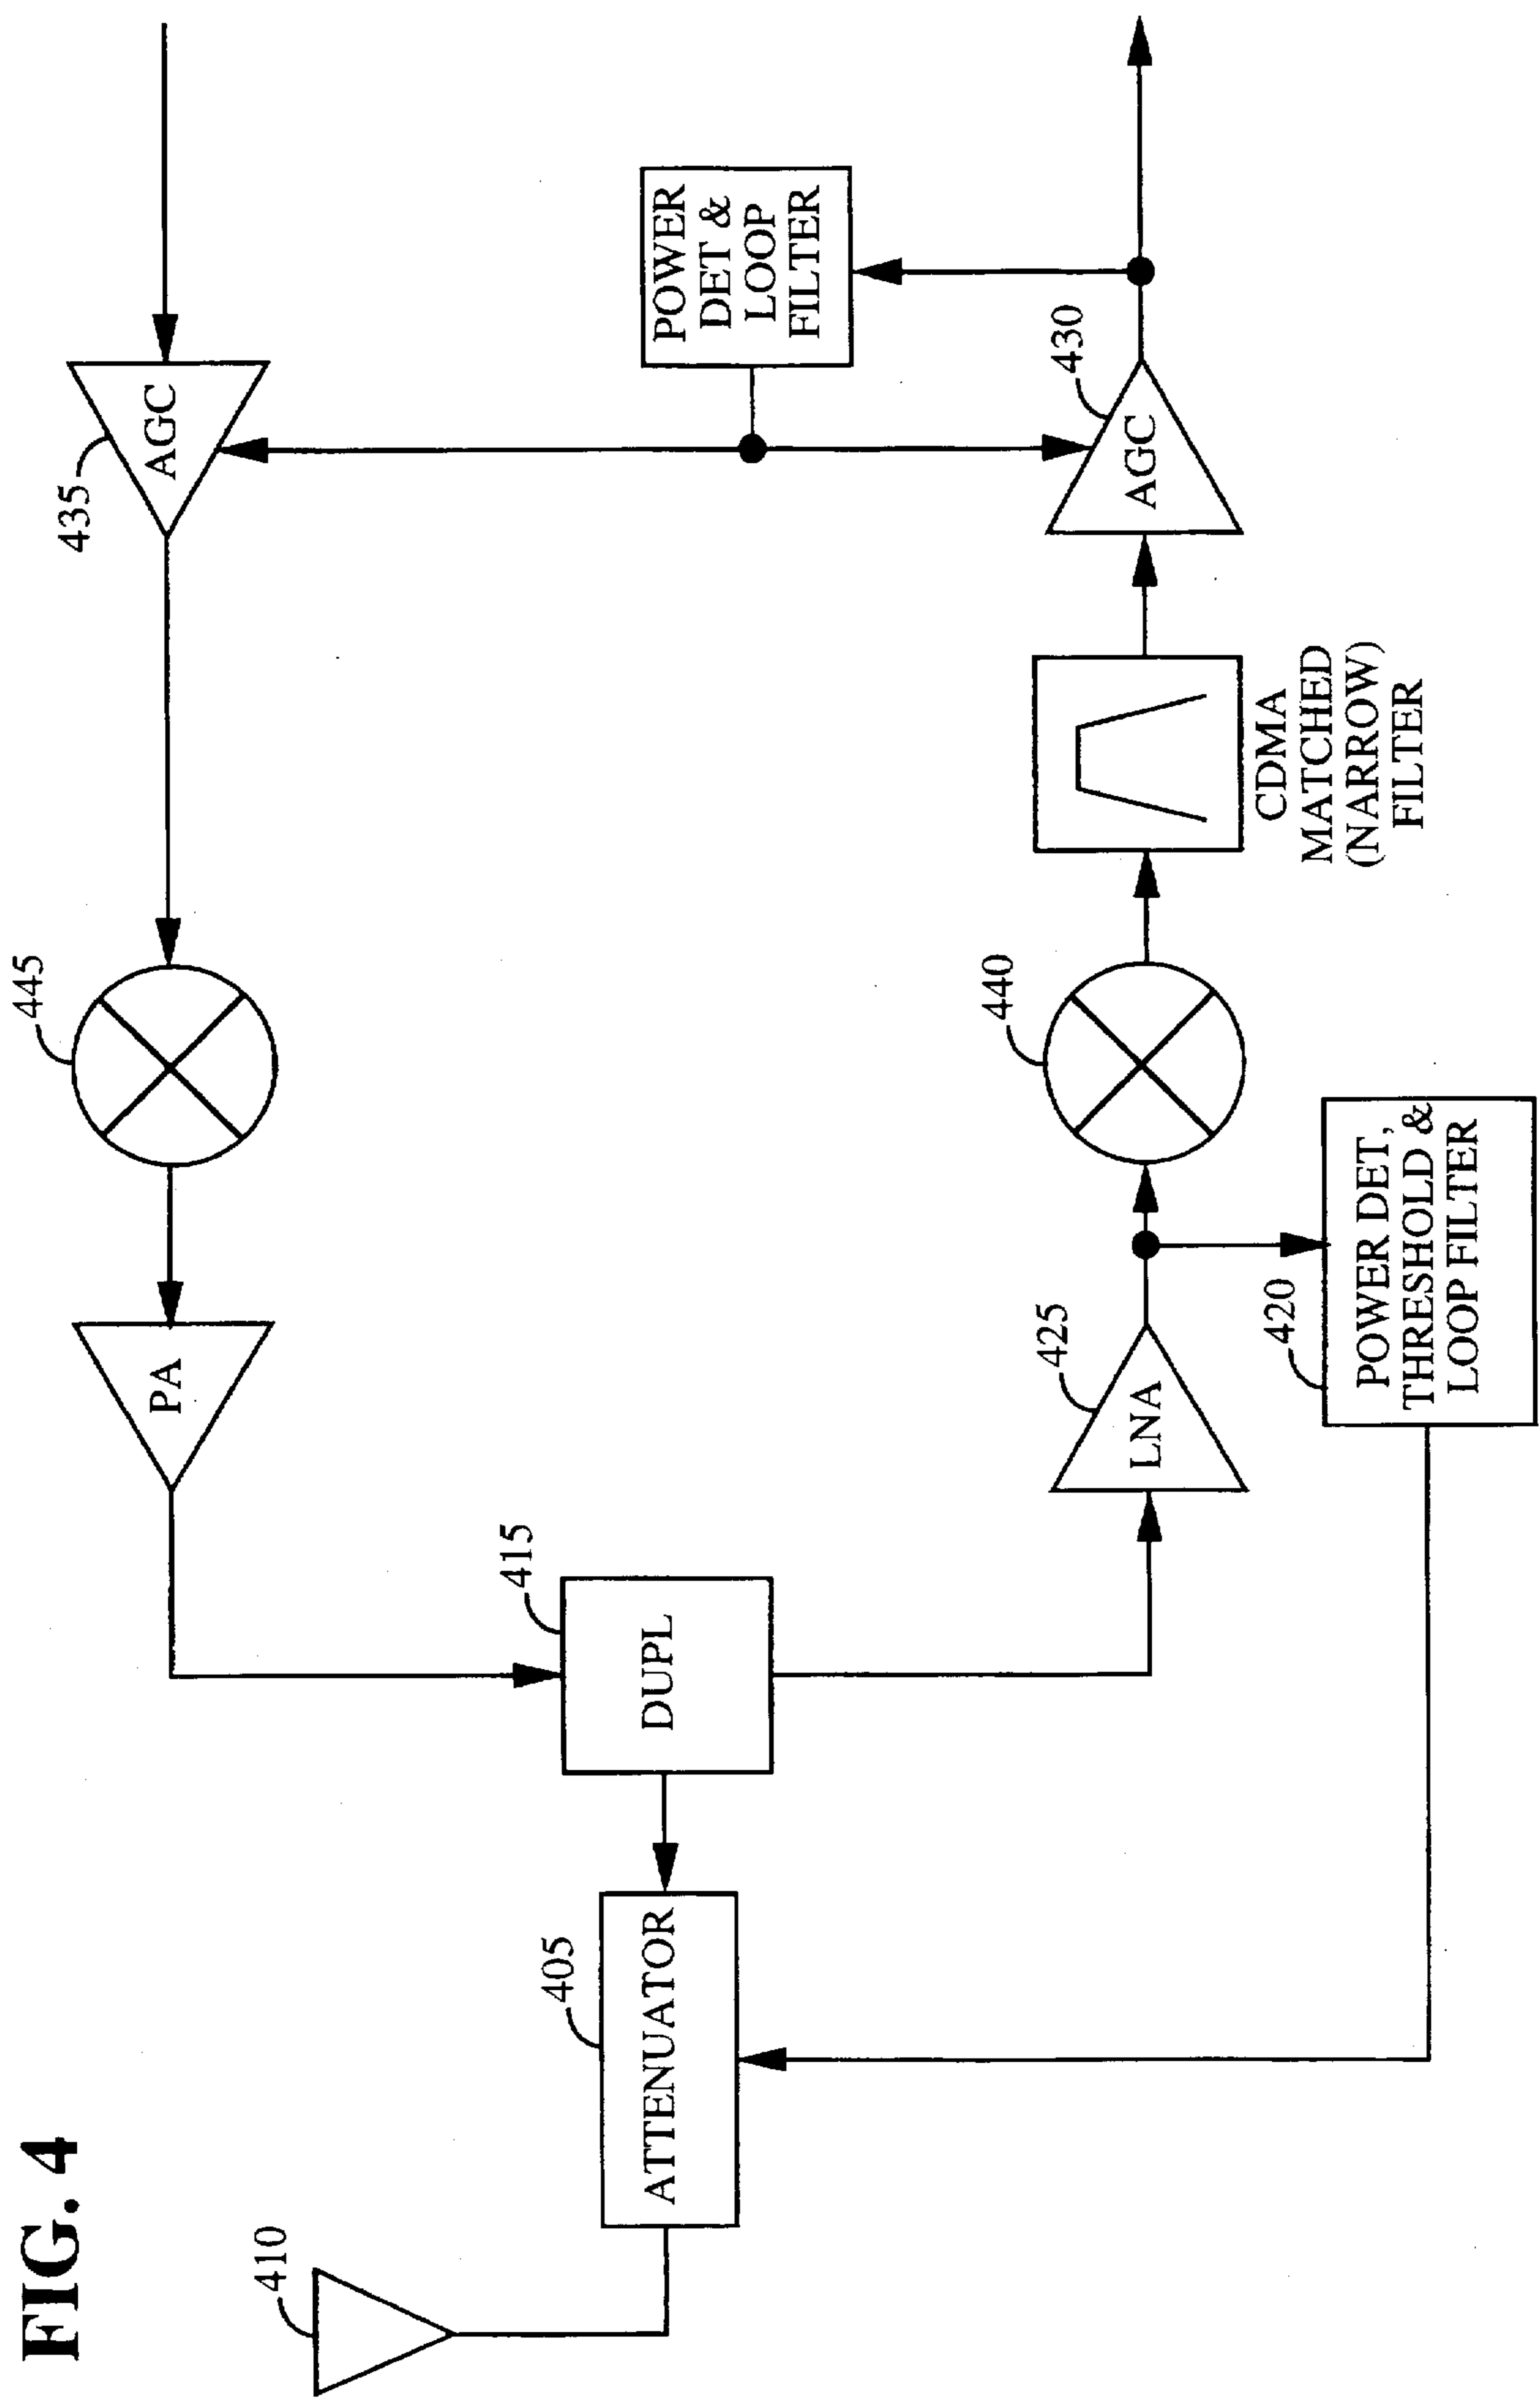 FIG. 4
410
405
ATTENUATOR
415
DUPL
PA
445
435
AGC
POWER
DET &
LOOP
FILTER
425
LNA
420
POWER DET,
THRESHOLD &
LOOP FILTER
440
CDMA
MATCHED
(NARROW)
FILTER
430
AGC